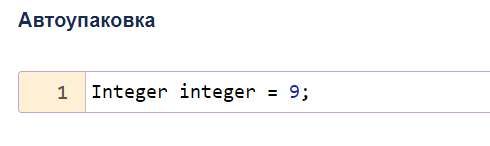 Автоупаковка
1 Integer integer = 9;